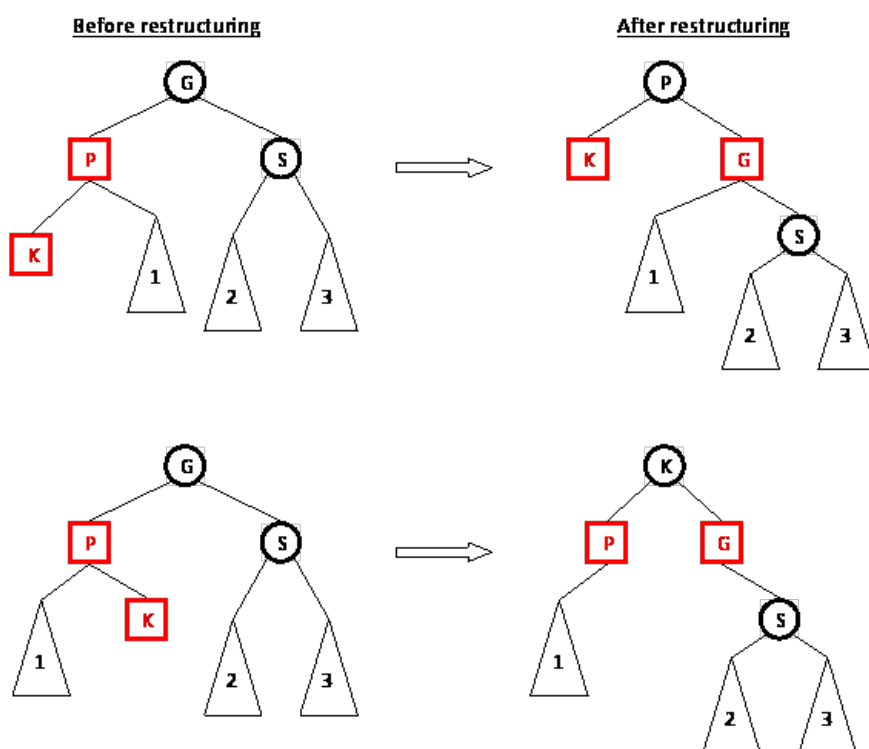 Before restructuring After restructuring
G P
P S K G
K S
1 1
2 3
2 3
G K
P S P G
K S
1 1
2 3
2 3